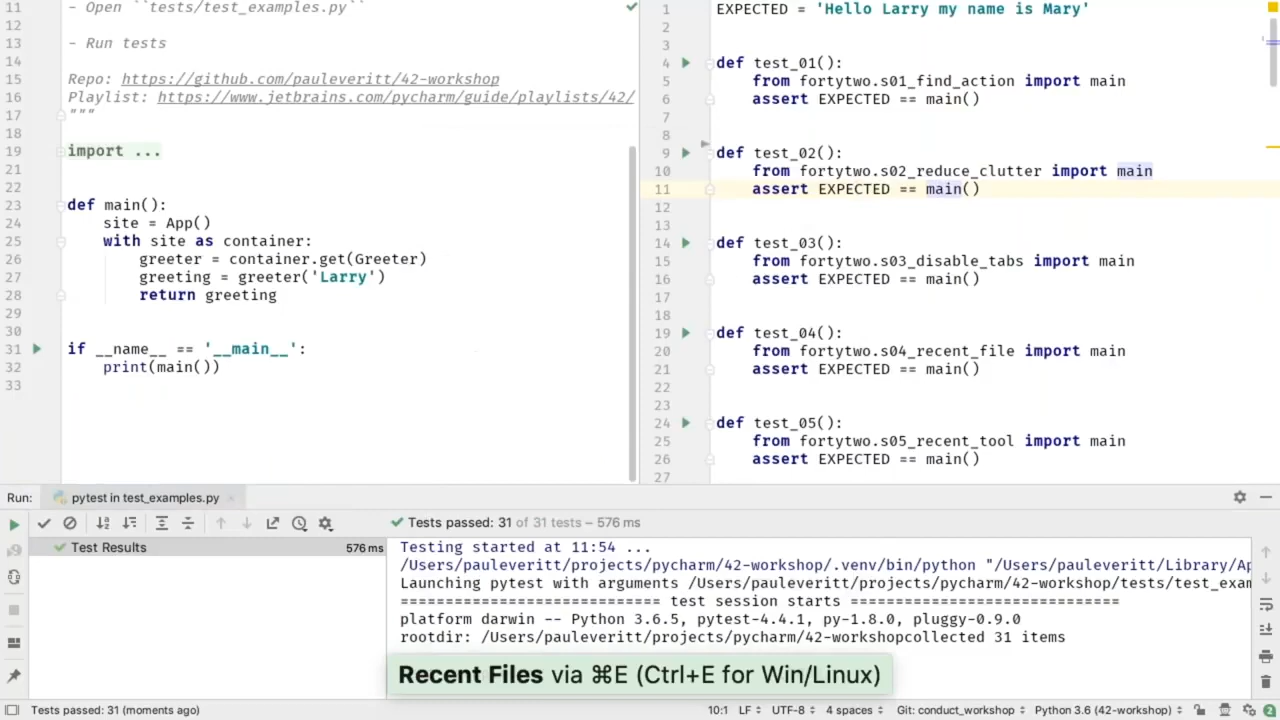 11 - Open ``tests/test_examples.py``
12
13 - Run tests
14
15 Repo: https://github.com/pauleveritt/42-workshop
16 Playlist: https://www.jetbrains.com/pycharm/guide/playlists/42/
17 """
18
19 import ...
21
22
23 def main():
24 site = App()
25 with site as container:
26 greeter = container.get(Greeter)
27 greeting = greeter('Larry')
28 return greeting
29
30
31 if __name__ == '__main__':
32 print(main())
33
1 EXPECTED = 'Hello Larry my name is Mary'
2
3
4 def test_01():
5 from fortytwo.s01_find_action import main
6 assert EXPECTED == main()
7
8
9 def test_02():
10 from fortytwo.s02_reduce_clutter import main
11 assert EXPECTED == main()
12
13
14 def test_03():
15 from fortytwo.s03_disable_tabs import main
16 assert EXPECTED == main()
17
18
19 def test_04():
20 from fortytwo.s04_recent_file import main
21 assert EXPECTED == main()
22
23
24 def test_05():
25 from fortytwo.s05_recent_tool import main
26 assert EXPECTED == main()
27
Run: pytest in test_examples.py
Tests passed: 31 of 31 tests – 576 ms
Test Results 576 ms
Testing started at 11:54 ...
/Users/pauleveritt/projects/pycharm/42-workshop/.venv/bin/python "/Users/pauleveritt/Library/Ap
Launching pytest with arguments /Users/pauleveritt/projects/pycharm/42-workshop/tests/test_exam
============================ test session starts =============================
platform darwin -- Python 3.6.5, pytest-4.4.1, py-1.8.0, pluggy-0.9.0
rootdir: /Users/pauleveritt/projects/pycharm/42-workshopcollected 31 items
Recent Files via ⌘E (Ctrl+E for Win/Linux)
Tests passed: 31 (moments ago) 10:1 LF UTF-8 4 spaces Git: conduct_workshop Python 3.6 (42-workshop) 2